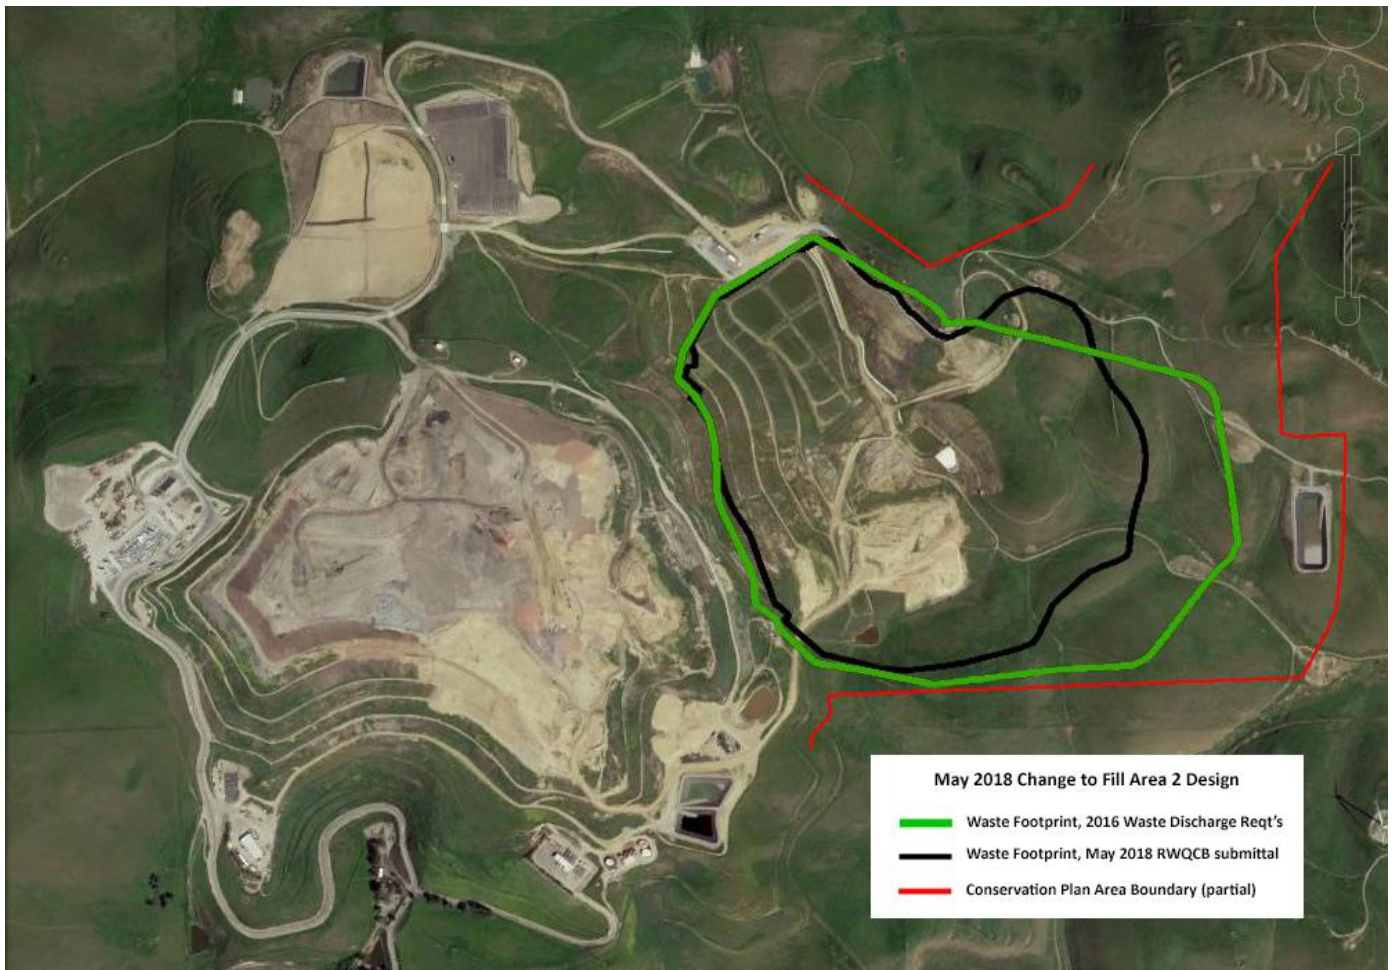 May 2018 Change to Fill Area 2 Design
Waste Footprint, 2016 Waste Discharge Reqt's
Waste Footprint, May 2018 RWQCB submittal
Conservation Plan Area Boundary (partial)